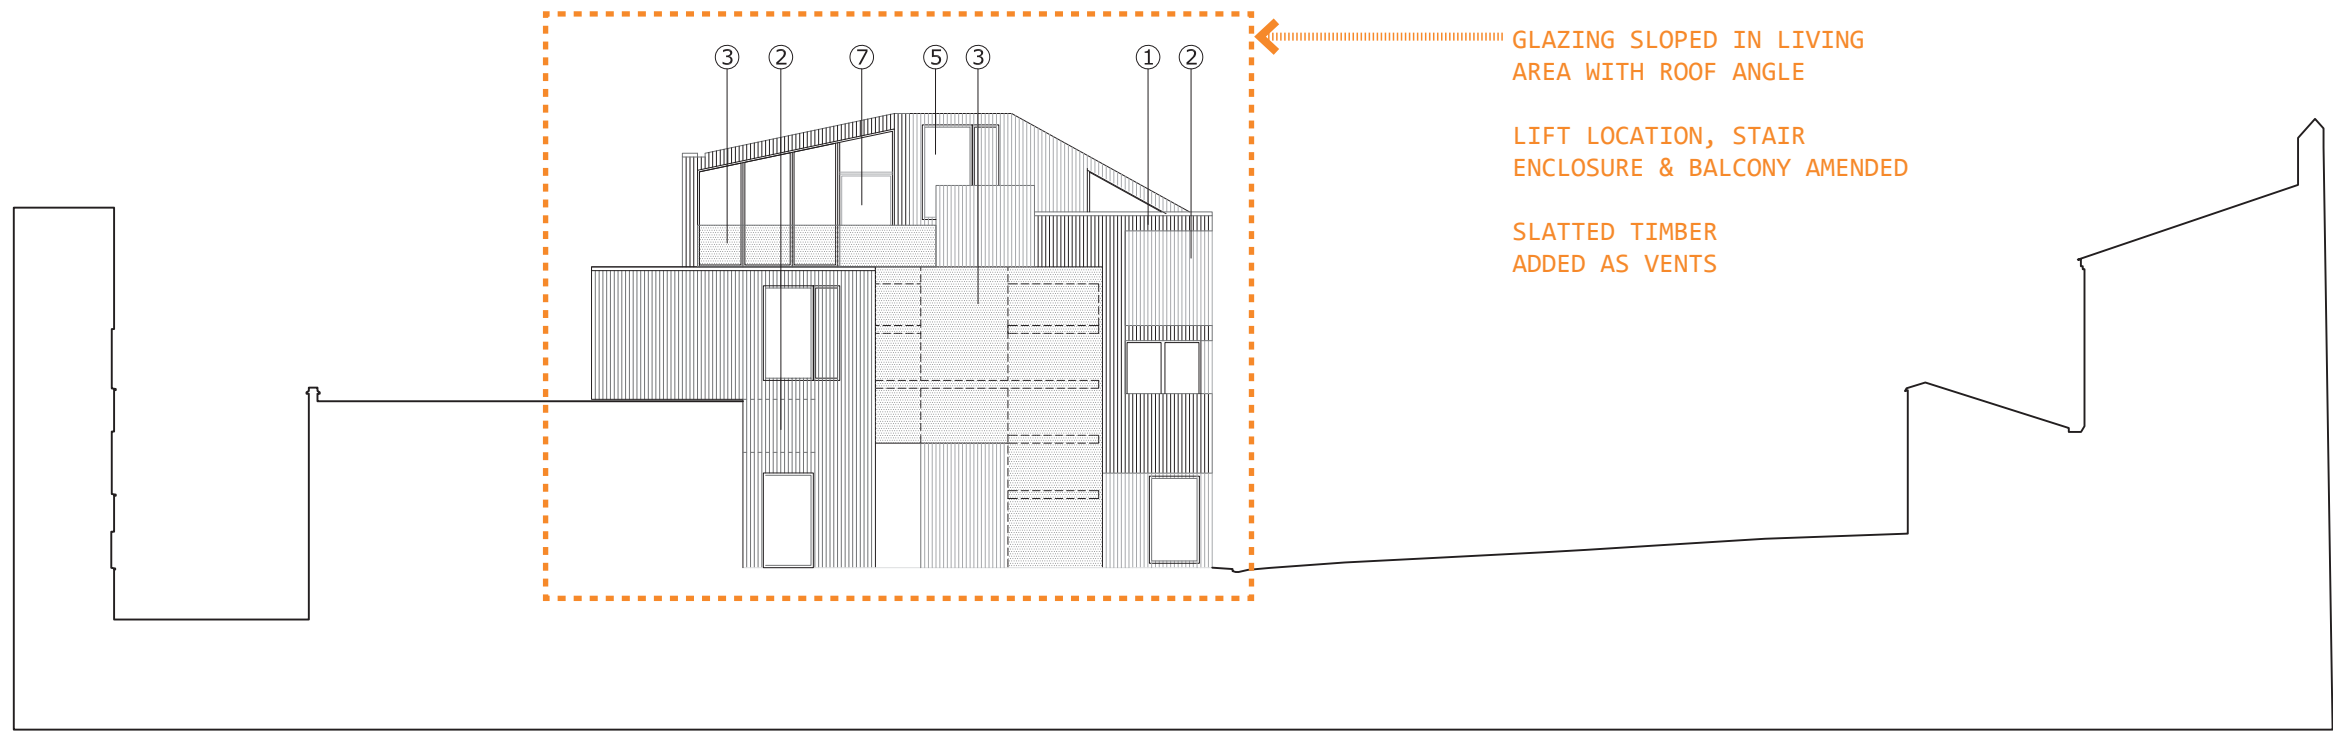 ③ ② ⑦ ⑤ ③ ① ②
GLAZING SLOPED IN LIVING
AREA WITH ROOF ANGLE
LIFT LOCATION, STAIR
ENCLOSURE & BALCONY AMENDED
SLATTED TIMBER
ADDED AS VENTS